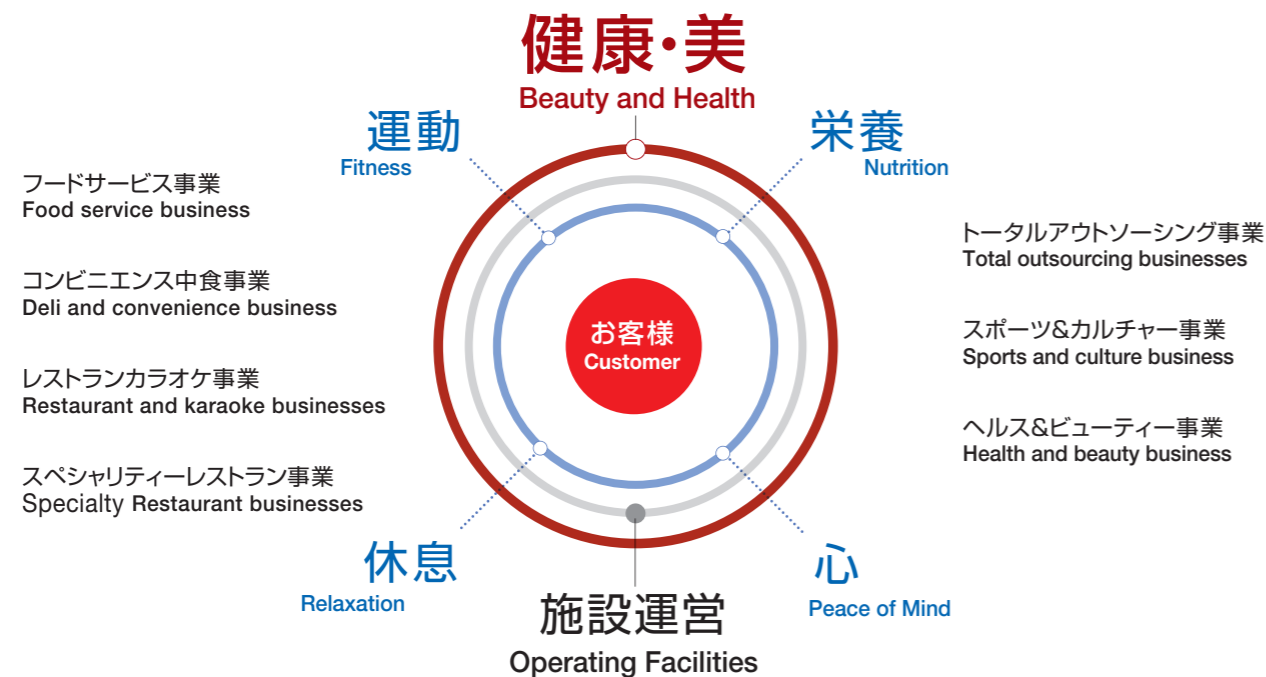 健康・美
Beauty and Health
運動
Fitness
栄養
Nutrition
フードサービス事業
Food service business
コンビニエンス中食事業
Deli and convenience business
レストランカラオケ事業
Restaurant and karaoke businesses
スペシャリティーレストラン事業
Specialty Restaurant businesses
お客様
Customer
トータルアウトソーシング事業
Total outsourcing businesses
スポーツ&カルチャー事業
Sports and culture business
ヘルス&ビューティー事業
Health and beauty business
休息
Relaxation
心
Peace of Mind
施設運営
Operating Facilities